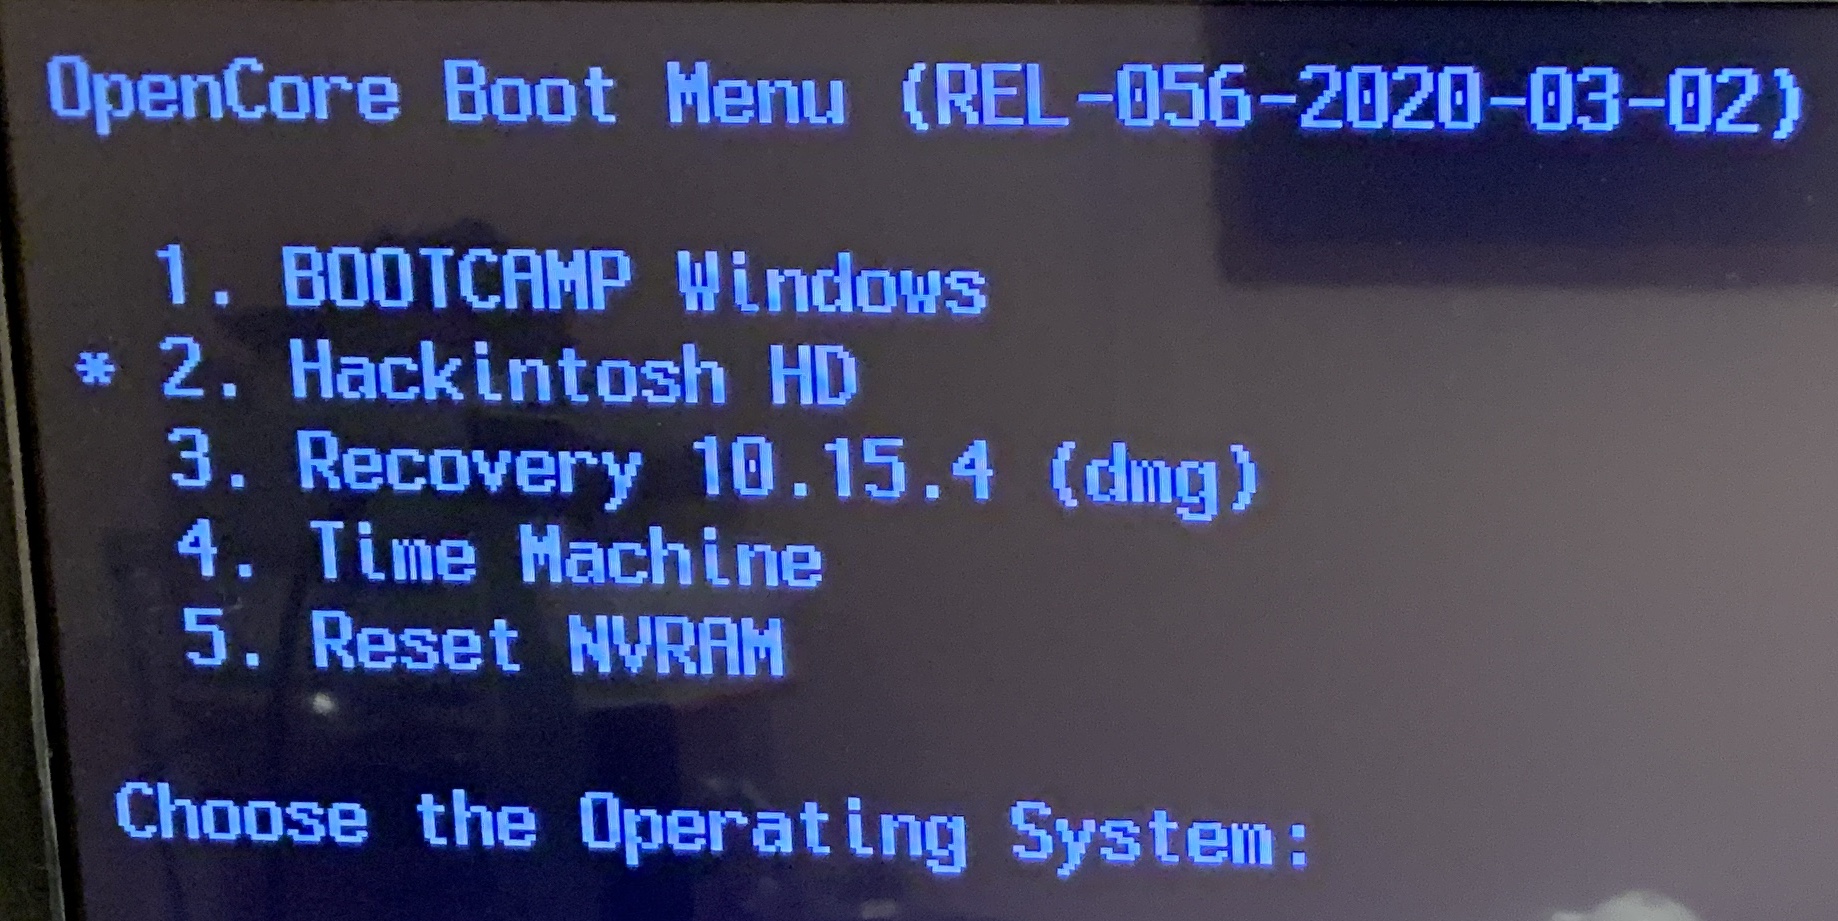 OpenCore Boot Menu (REL-056-2020-03-02)
1. BOOTCAMP Windows
* 2. Hackintosh HD
3. Recovery 10.15.4 (dmg)
4. Time Machine
5. Reset NVRAM
Choose the Operating System: